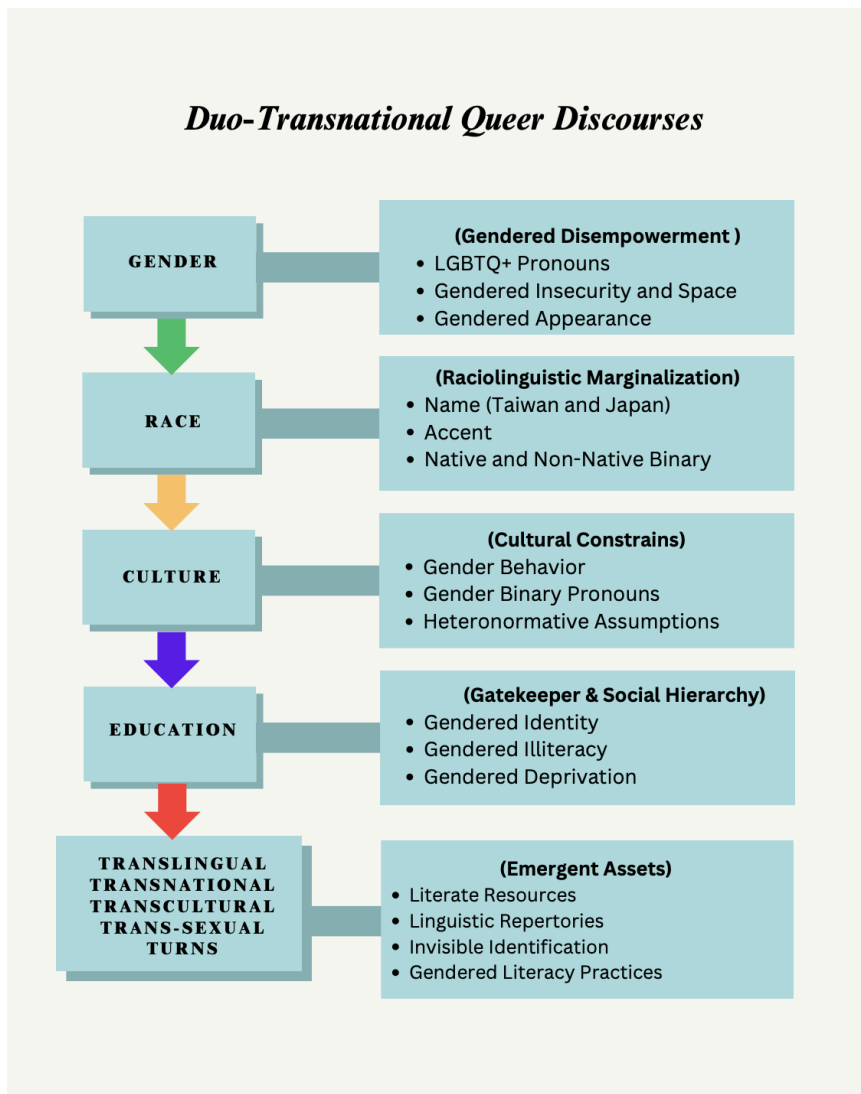 Duo-Transnational Queer Discourses
GENDER
(Gendered Disempowerment )
• LGBTQ+ Pronouns
• Gendered Insecurity and Space
• Gendered Appearance
RACE
(Raciolinguistic Marginalization)
• Name (Taiwan and Japan)
• Accent
• Native and Non-Native Binary
CULTURE
(Cultural Constrains)
• Gender Behavior
• Gender Binary Pronouns
• Heteronormative Assumptions
EDUCATION
(Gatekeeper & Social Hierarchy)
• Gendered Identity
• Gendered Illiteracy
• Gendered Deprivation
TRANSLINGUAL
TRANSNATIONAL
TRANSCULTURAL
TRANS-SEXUAL
TURNS
(Emergent Assets)
• Literate Resources
• Linguistic Repertories
• Invisible Identification
• Gendered Literacy Practices